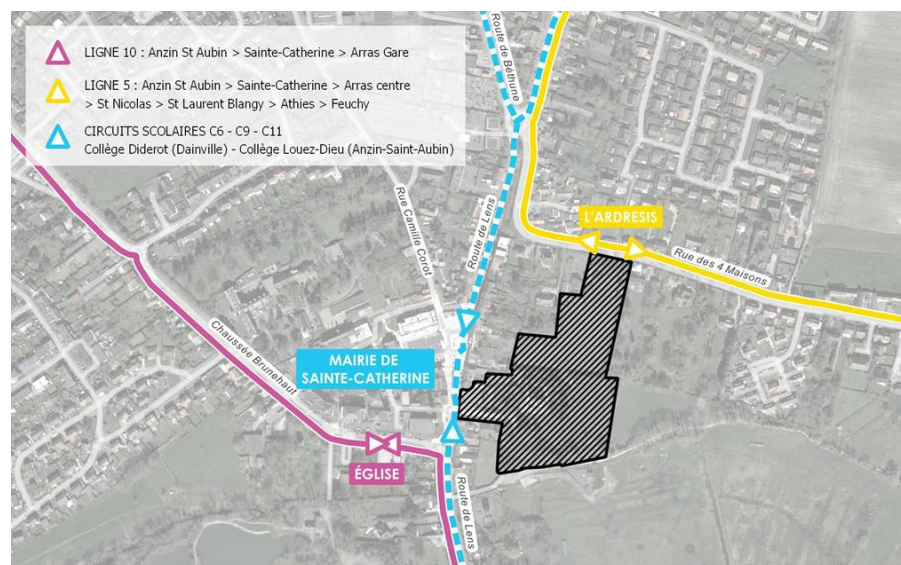 LIGNE 10 : Anzin St Aubin > Sainte-Catherine > Arras Gare
LIGNE 5 : Anzin St Aubin > Sainte-Catherine > Arras centre
> St Nicolas > St Laurent Blangy > Athies > Feuchy
CIRCUITS SCOLAIRES C6 - C9 - C11
Collège Diderot (Dainville) - Collège Louez-Dieu (Anzin-Saint-Aubin)
Route de Béthune
Rue Camille Corot
Route de Lens
L'ARDRESIS
Rue des 4 Maisons
Chaussée Brunehaut
MAIRIE DE
SAINTE-CATHERINE
ÉGLISE
Route de Lens